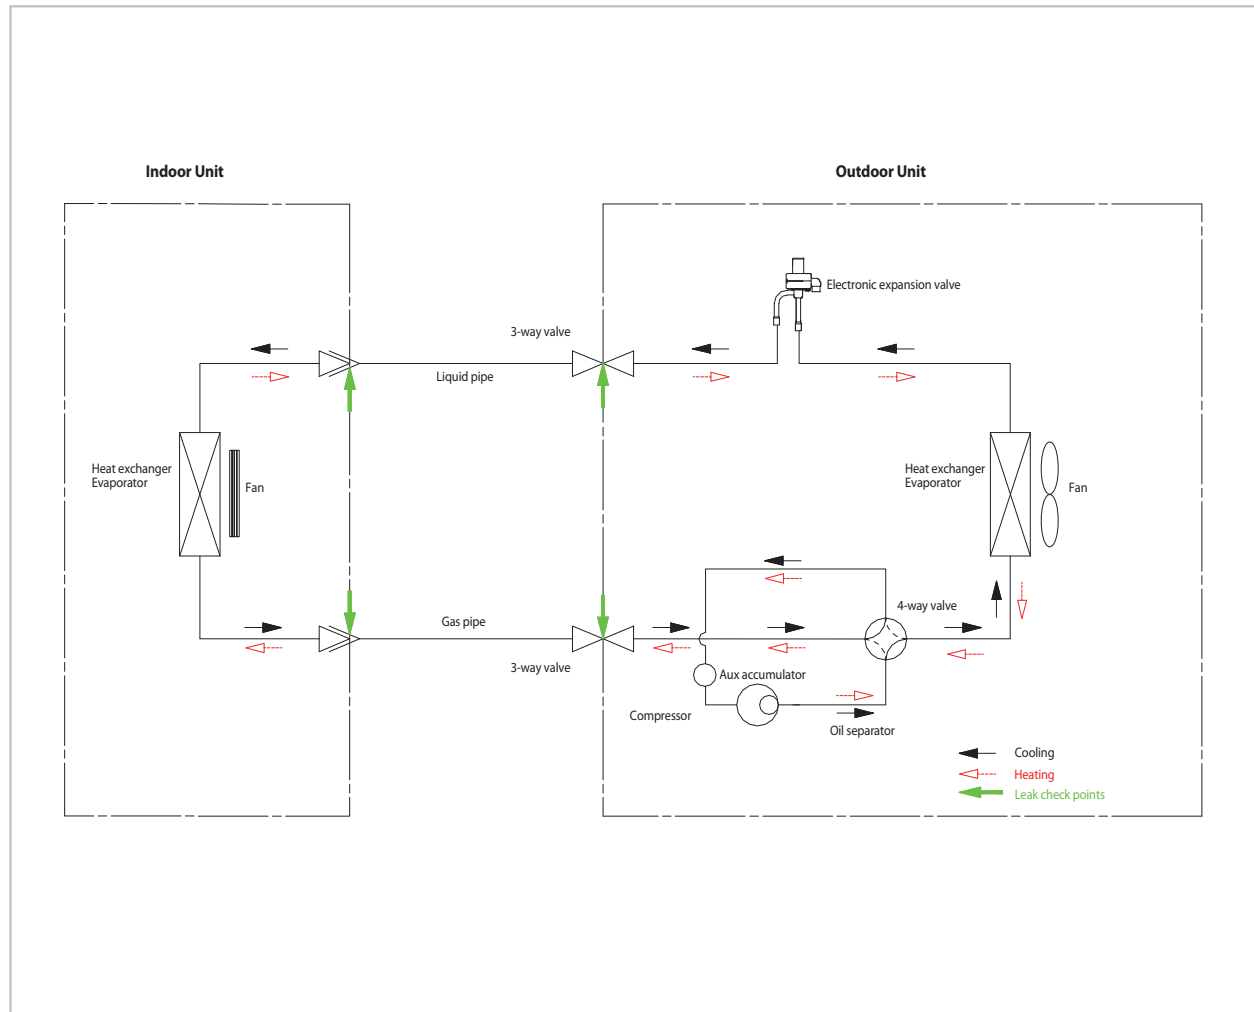 Indoor Unit
Outdoor Unit
Electronic expansion valve
3-way valve
Liquid pipe
Heat exchanger
Evaporator
Fan
Heat exchanger
Evaporator
Fan
4-way valve
Gas pipe
3-way valve
Aux accumulator
Compressor
Oil separator
Cooling
Heating
Leak check points